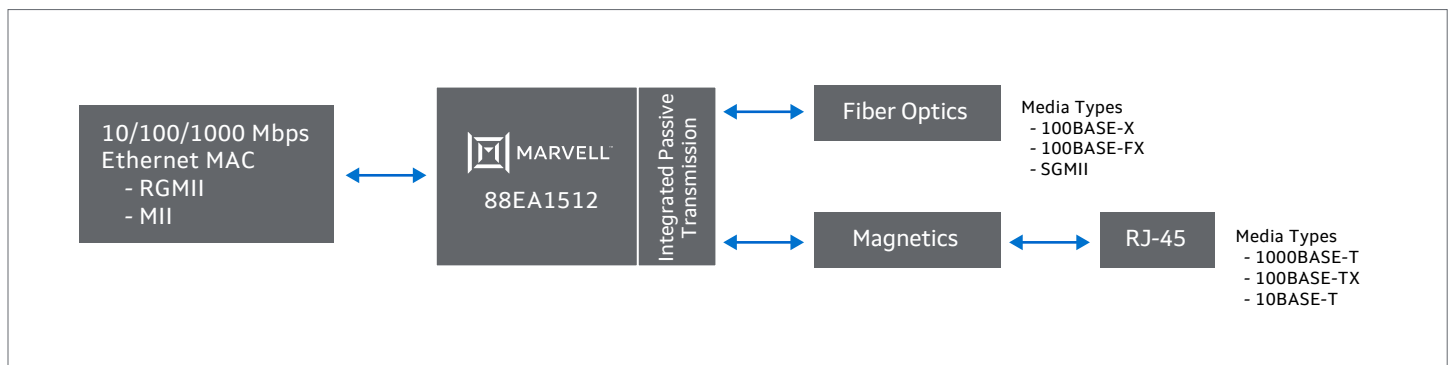 10/100/1000 Mbps
Ethernet MAC
- RGMII
- MII
MARVELL™
88EA1512
Integrated Passive
Transmission
Fiber Optics
Media Types
- 100BASE-X
- 100BASE-FX
- SGMII
Magnetics
RJ-45
Media Types
- 1000BASE-T
- 100BASE-TX
- 10BASE-T